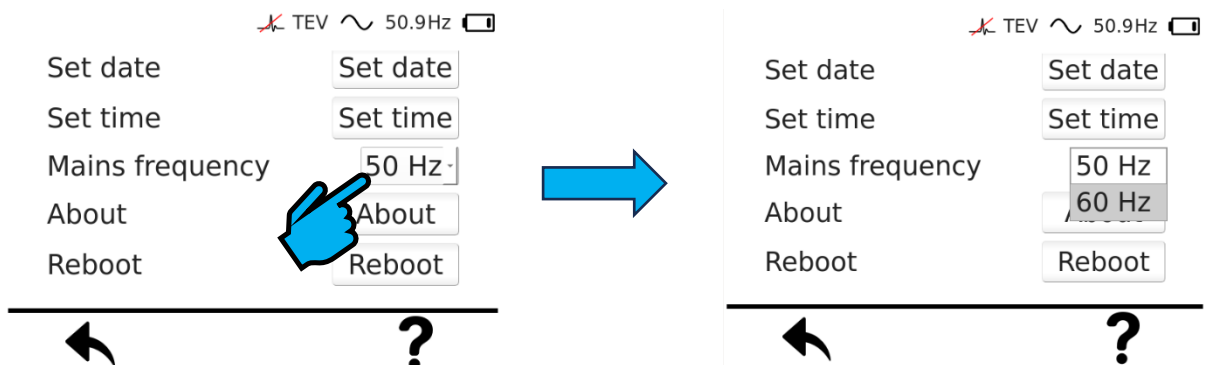 TEV 50.9Hz
Set date Set date
Set time Set time
Mains frequency 50 Hz
About About
Reboot Reboot
?
TEV 50.9Hz
Set date Set date
Set time Set time
Mains frequency 50 Hz
60 Hz
About
Reboot Reboot
?